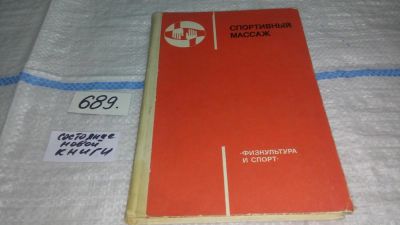 СПОРТИВНЫЙ
МАССАЖ
689.
состояние
новой
книги
·ФИЗКУЛЬТУРА
И СПОРТ·